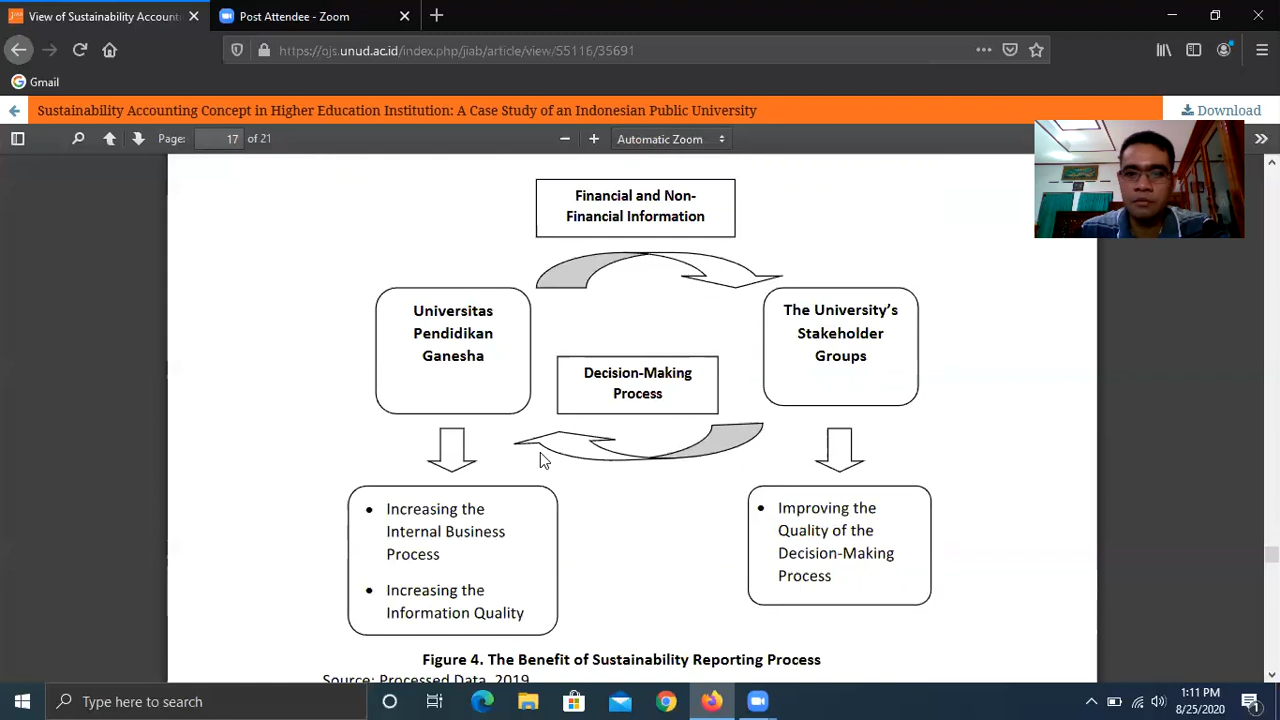 View of Sustainability Account
Post Attendee - Zoom
https://ojs.unud.ac.id/index.php/jiab/article/view/55116/35691
Gmail
Sustainability Accounting Concept in Higher Education Institution: A Case Study of an Indonesian Public University
Download
Page: 17 of 21
Automatic Zoom
Financial and Non-
Financial Information
Universitas
Pendidikan
Ganesha
The University's
Stakeholder
Groups
Decision-Making
Process
• Increasing the
Internal Business
Process
• Increasing the
Information Quality
• Improving the
Quality of the
Decision-Making
Process
Figure 4. The Benefit of Sustainability Reporting Process
Source: Processed Data, 2019
Type here to search
1:11 PM
8/25/2020
1